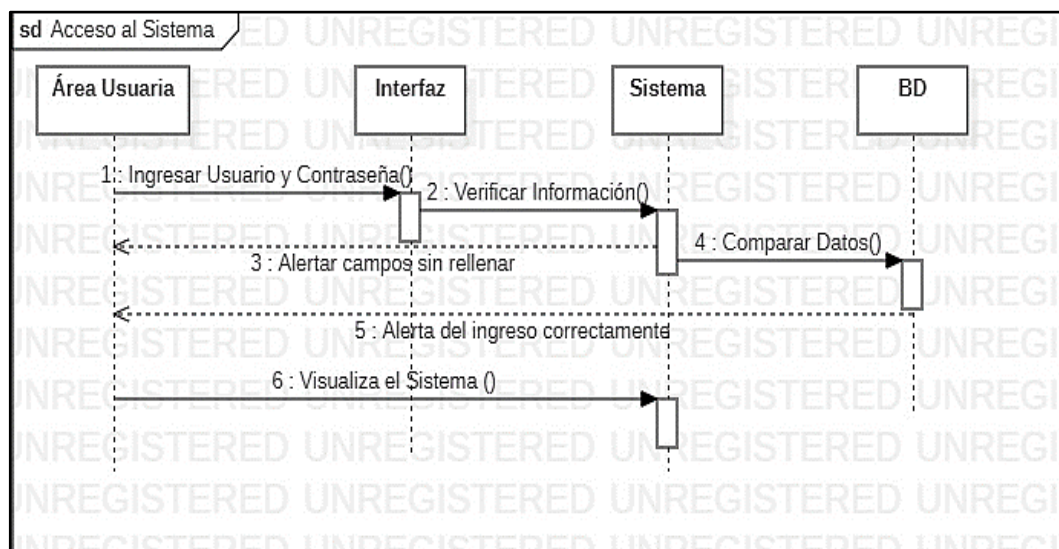 sd Acceso al Sistema
Área Usuaria
Interfaz
Sistema
BD
1 : Ingresar Usuario y Contraseña()
2 : Verificar Información()
3 : Alertar campos sin rellenar
4 : Comparar Datos()
5 : Alerta del ingreso correctamente
6 : Visualiza el Sistema ()
UNREGISTERED